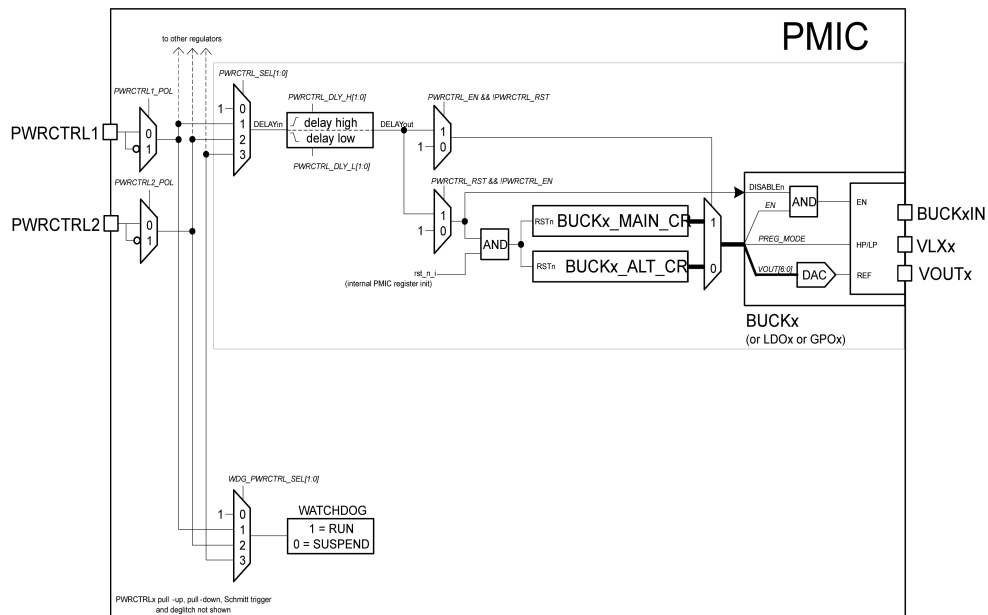 PMIC
to other regulators
PWRCTRL_SEL[1:0]
PWRCTRL1_POL
PWRCTRL_DLY_H[1:0]
PWRCTRL_EN && !PWRCTRL_RST
PWRCTRL1
0
1
1
0
1
2
3
DELAYin
delay high
delay low
DELAYout
1
1
0
PWRCTRL_DLY_L[1:0]
PWRCTRL2_POL
PWRCTRL2
0
1
PWRCTRL_RST && !PWRCTRL_EN
1
1
0
AND
rst_n_i
(internal PMIC register init)
RSTn
BUCKx_MAIN_CR
RSTn
BUCKx_ALT_CR
1
0
DISABLEn
EN
AND
EN
PREG_MODE
HP/LP
VOUT[6:0]
DAC
REF
BUCKxIN
VLXx
VOUTx
BUCKx
(or LDOx or GPOx)
WDG_PWRCTRL_SEL[1:0]
1
0
1
2
3
WATCHDOG
1 = RUN
0 = SUSPEND
PWRCTRLx pull -up, pull -down, Schmitt trigger
and deglitch not shown